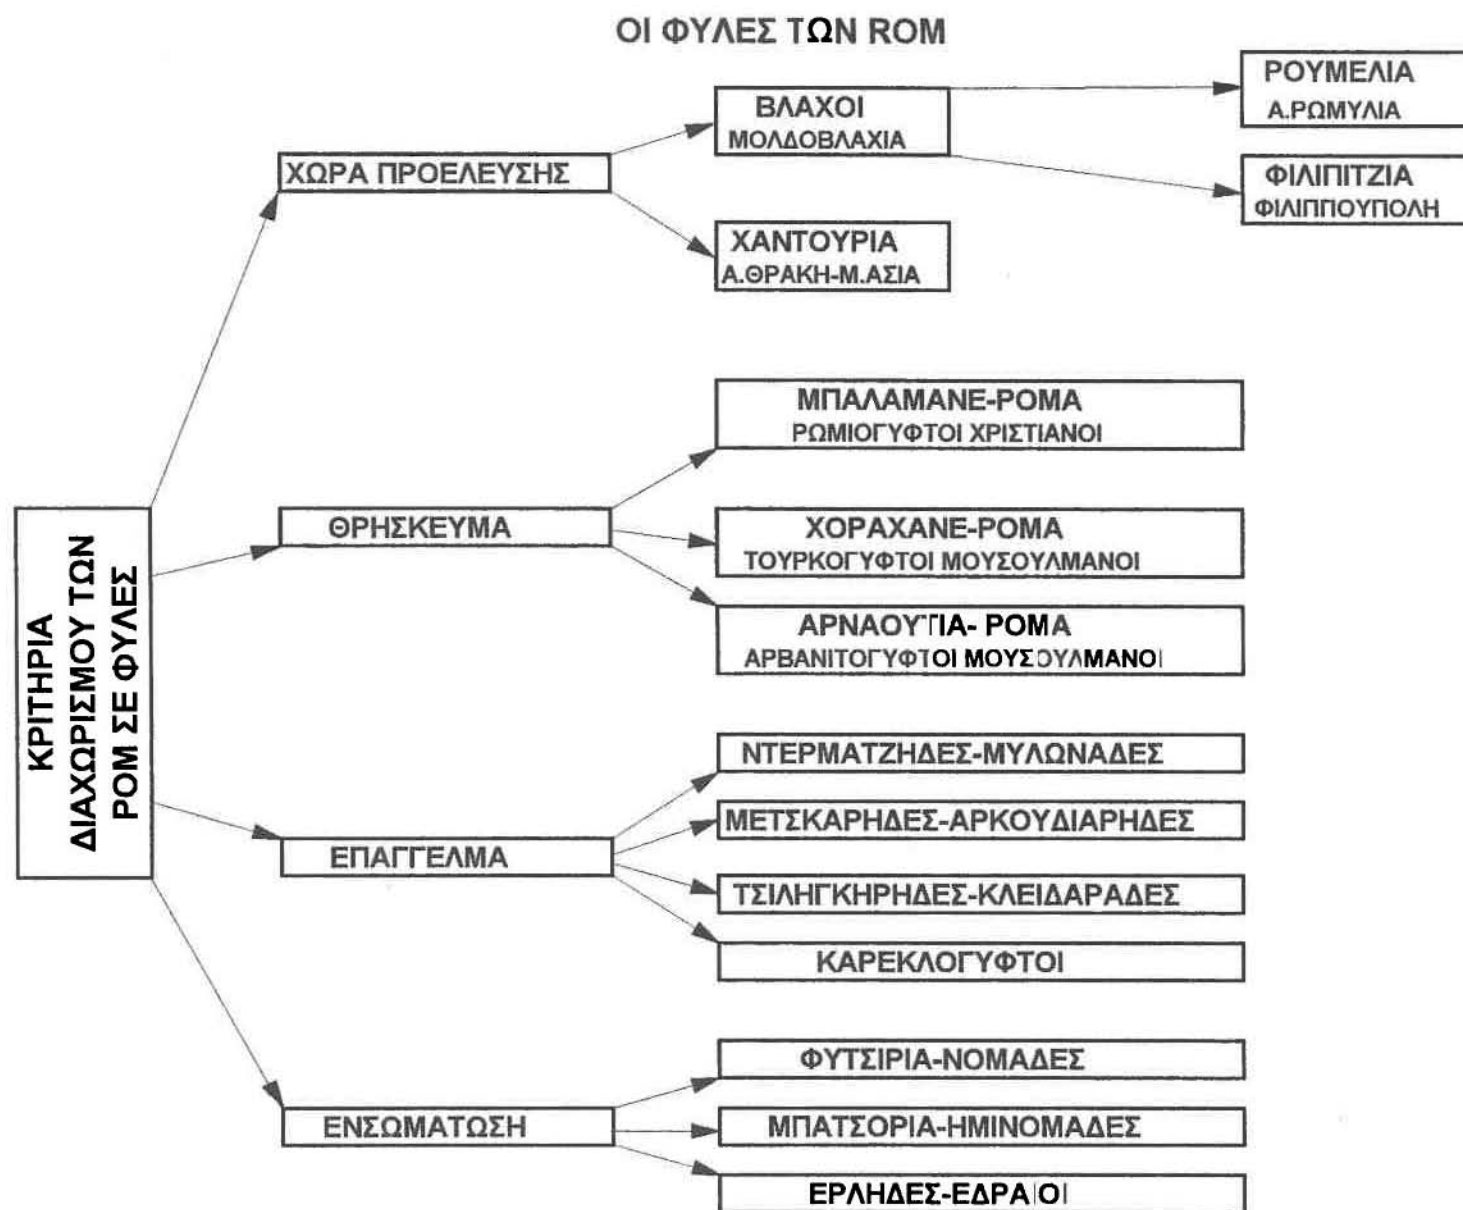 ΟΙ ΦΥΛΕΣ ΤΩΝ ROM
ΚΡΙΤΗΡΙΑ
ΔΙΑΧΩΡΙΣΜΟΥ ΤΩΝ
ΡΟΜ ΣΕ ΦΥΛΕΣ
ΧΩΡΑ ΠΡΟΕΛΕΥΣΗΣ
ΒΛΑΧΟΙ
ΜΟΛΔΟΒΛΑΧΙΑ
ΡΟΥΜΕΛΙΑ
Α.ΡΩΜΥΛΙΑ
ΦΙΛΙΠΙΤΖΙΑ
ΦΙΛΙΠΠΟΥΠΟΛΗ
ΧΑΝΤΟΥΡΙΑ
Α.ΘΡΑΚΗ-Μ.ΑΣΙΑ
ΘΡΗΣΚΕΥΜΑ
ΜΠΑΛΑΜΑΝΕ-ΡΟΜΑ
ΡΩΜΙΟΓΥΦΤΟΙ ΧΡΙΣΤΙΑΝΟΙ
ΧΟΡΑΧΑΝΕ-ΡΟΜΑ
ΤΟΥΡΚΟΓΥΦΤΟΙ ΜΟΥΣΟΥΛΜΑΝΟΙ
ΑΡΝΑΟΥΤΙΑ- ΡΟΜΑ
ΑΡΒΑΝΙΤΟΓΥΦΤΟΙ ΜΟΥΣΟΥΛΜΑΝΟΙ
ΕΠΑΓΓΕΛΜΑ
ΝΤΕΡΜΑΤΖΗΔΕΣ-ΜΥΛΩΝΑΔΕΣ
ΜΕΤΣΚΑΡΗΔΕΣ-ΑΡΚΟΥΔΙΑΡΗΔΕΣ
ΤΣΙΛΗΓΚΗΡΗΔΕΣ-ΚΛΕΙΔΑΡΑΔΕΣ
ΚΑΡΕΚΛΟΓΥΦΤΟΙ
ΕΝΣΩΜΑΤΩΣΗ
ΦΥΤΣΙΡΙΑ-ΝΟΜΑΔΕΣ
ΜΠΑΤΣΟΡΙΑ-ΗΜΙΝΟΜΑΔΕΣ
ΕΡΛΗΔΕΣ-ΕΔΡΑΙΟΙ